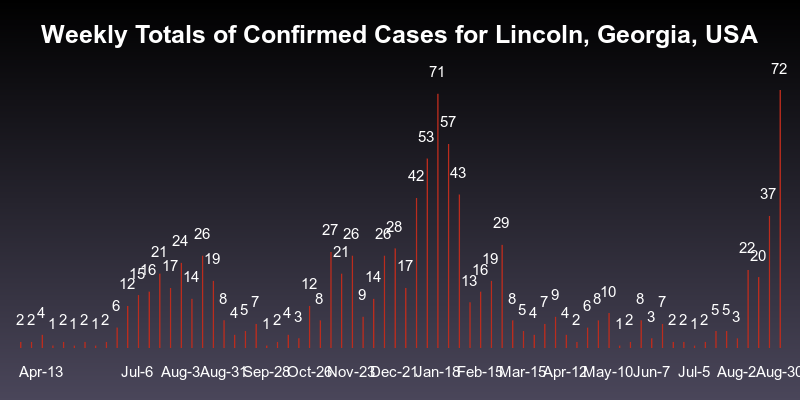 Weekly Totals of Confirmed Cases for Lincoln, Georgia, USA
2 2 4 1 2 1 2 1 2 6 12 15 16 21 17 24 14 26 19 8 4 5 7 1 2 4 3 12 8 27 21 26 9 14 26 28 17 42 53 71 57 43 13 16 19 29 8 5 4 7 9 4 2 6 8 10 1 2 8 3 7 2 2 1 2 5 5 3 22 20 37 72
Apr-13 Jul-6 Aug-3 Aug-31 Sep-28 Oct-26 Nov-23 Dec-21 Jan-18 Feb-15 Mar-15 Apr-12 May-10 Jun-7 Jul-5 Aug-2 Aug-30